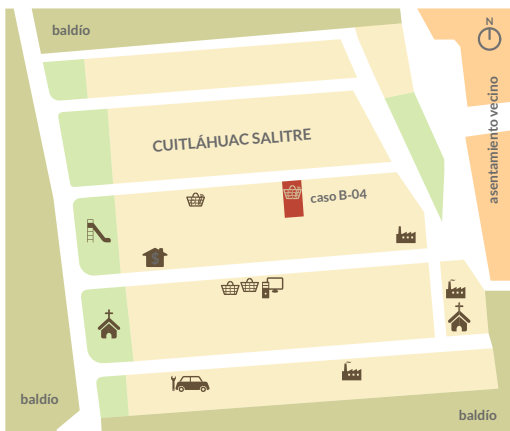 baldío
N
asentamiento vecino
CUITLÁHUAC SALITRE
caso B-04
$
baldío
baldío